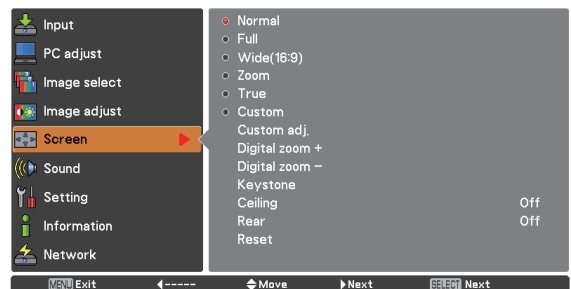 Input
PC adjust
Image select
Image adjust
Screen
Sound
Setting
Information
Network
Normal
Full
Wide(16:9)
Zoom
True
Custom
Custom adj.
Digital zoom +
Digital zoom –
Keystone
Ceiling Off
Rear Off
Reset
MENU Exit ◀----- Move Next SELECT Next